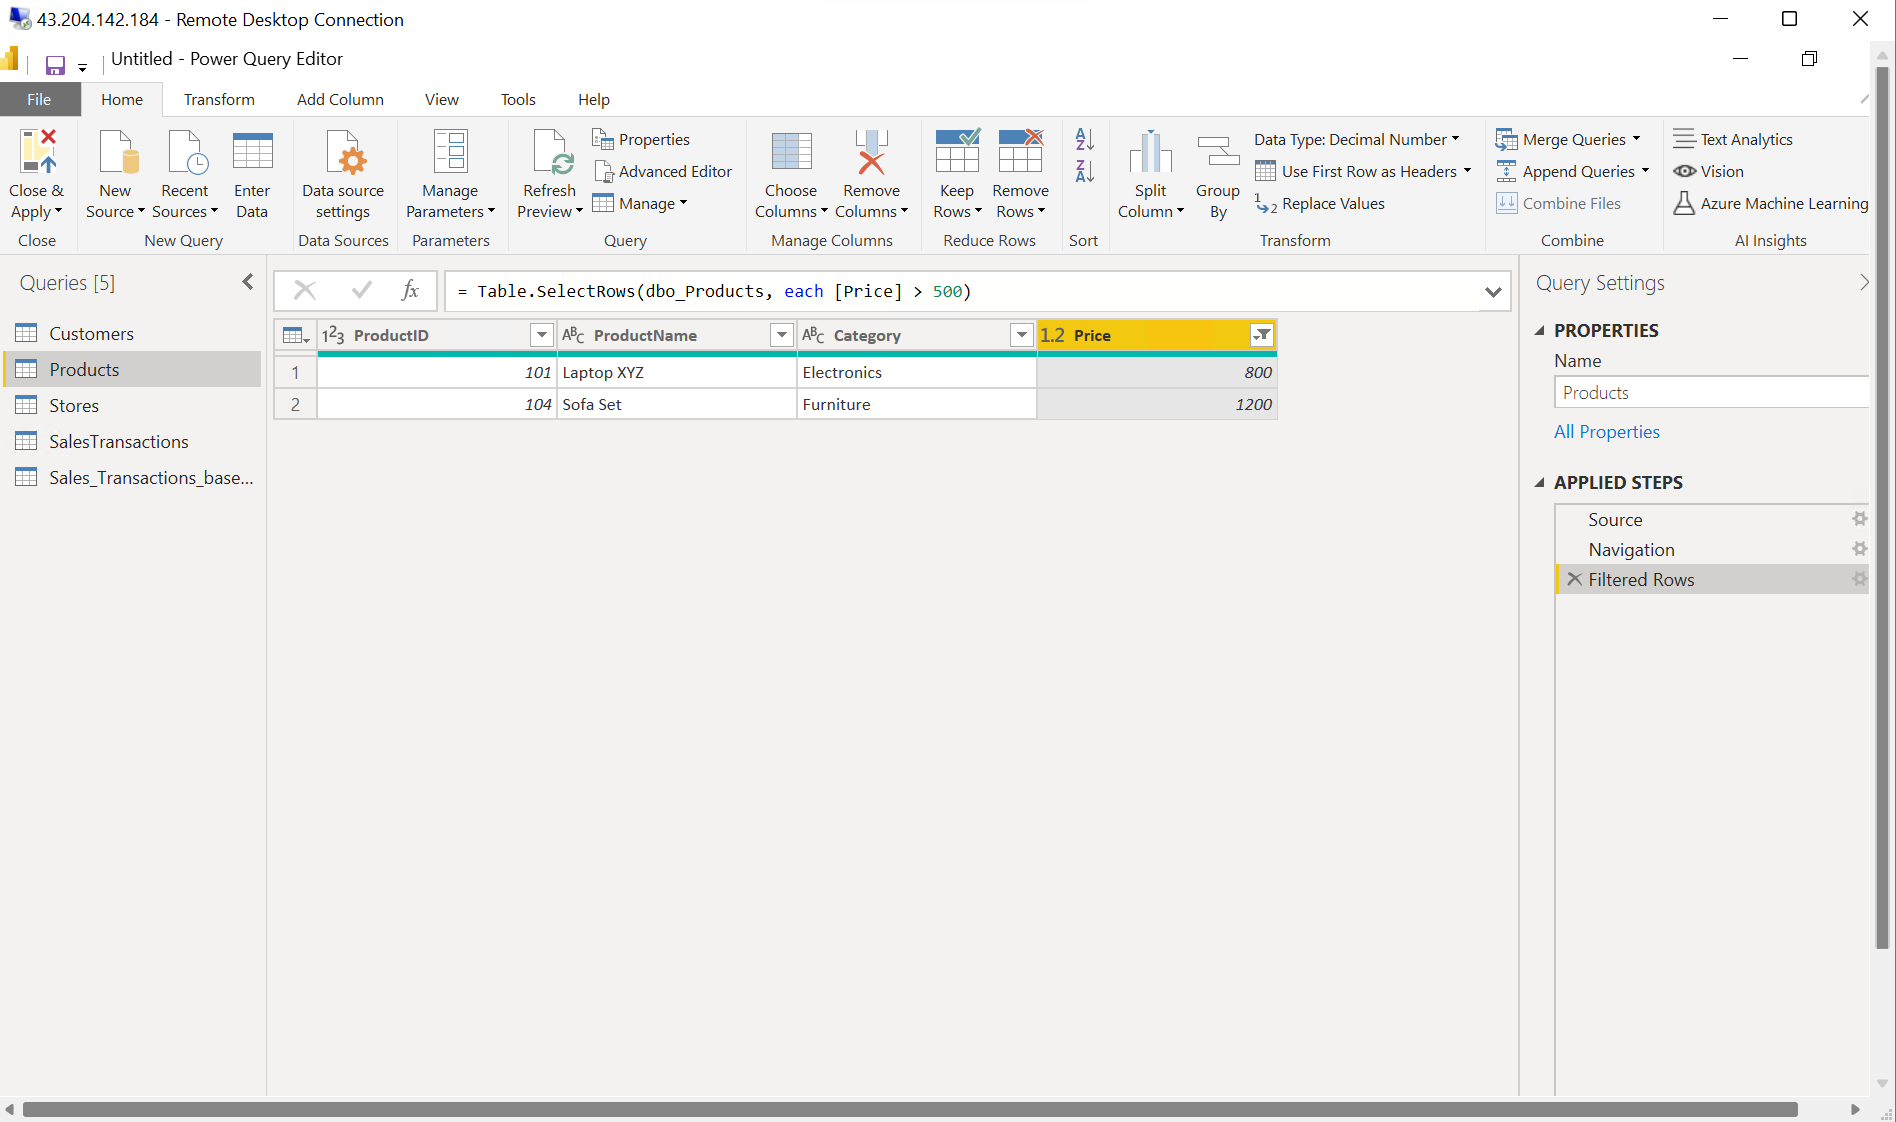 43.204.142.184 - Remote Desktop Connection
Untitled - Power Query Editor
File Home Transform Add Column View Tools Help
Close & Apply
Close
New Source
Recent Sources
Enter Data
New Query
Data source settings
Data Sources
Manage Parameters
Parameters
Refresh Preview
Properties
Advanced Editor
Manage
Query
Choose Columns
Remove Columns
Manage Columns
Keep Rows
Remove Rows
Reduce Rows
Sort
Split Column
Group By
Data Type: Decimal Number
Use First Row as Headers
Replace Values
Transform
Merge Queries
Append Queries
Combine Files
Combine
Text Analytics
Vision
Azure Machine Learning
AI Insights
Queries [5]
Customers
Products
Stores
SalesTransactions
Sales_Transactions_base...
fx = Table.SelectRows(dbo_Products, each [Price] > 500)
123 ProductID ABC ProductName ABC Category 1.2 Price
1 101 Laptop XYZ Electronics 800
2 104 Sofa Set Furniture 1200
Query Settings
PROPERTIES
Name
Products
All Properties
APPLIED STEPS
Source
Navigation
Filtered Rows